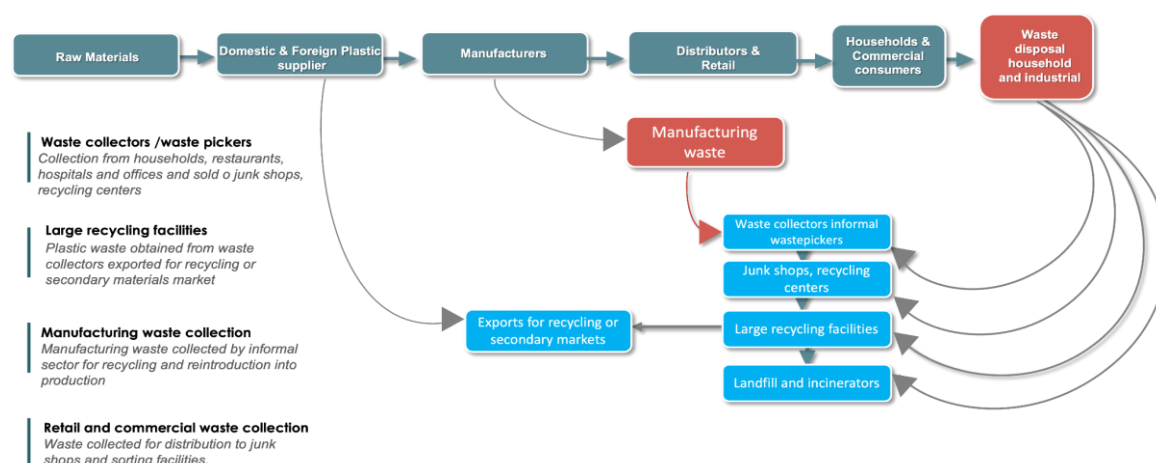 Raw Materials
Domestic & Foreign Plastic
supplier
Manufacturers
Distributors &
Retail
Households &
Commercial
consumers
Waste
disposal
household
and industrial
Manufacturing
waste
Waste collectors /waste pickers
Collection from households, restaurants,
hospitals and offices and sold o junk shops,
recycling centers
Large recycling facilities
Plastic waste obtained from waste
collectors exported for recycling or
secondary materials market
Manufacturing waste collection
Manufacturing waste collected by informal
sector for recycling and reintroduction into
production
Retail and commercial waste collection
Waste collected for distribution to junk
shops and sorting facilities.
Waste collectors informal
wastepickers
Junk shops, recycling
centers
Exports for recycling or
secondary markets
Large recycling facilities
Landfill and incinerators